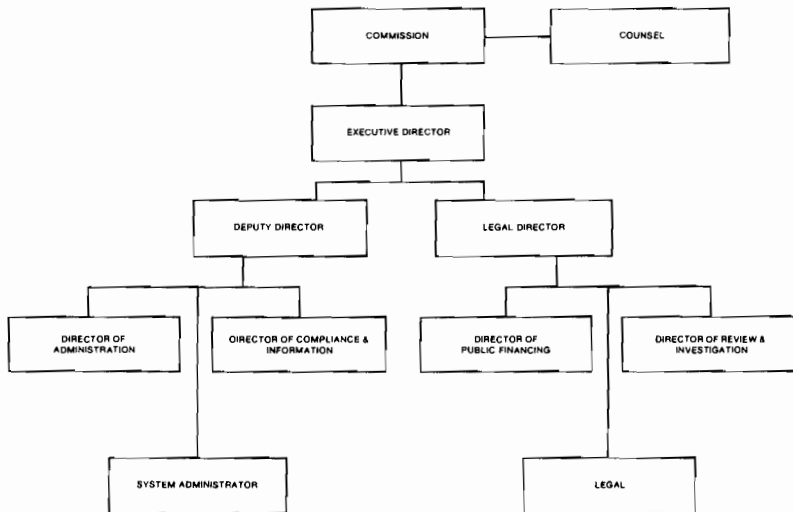 COMMISSION
COUNSEL
EXECUTIVE DIRECTOR
DEPUTY DIRECTOR
LEGAL DIRECTOR
DIRECTOR OF
ADMINISTRATION
DIRECTOR OF COMPLIANCE &
INFORMATION
DIRECTOR OF
PUBLIC FINANCING
DIRECTOR OF REVIEW &
INVESTIGATION
SYSTEM ADMINISTRATOR
LEGAL